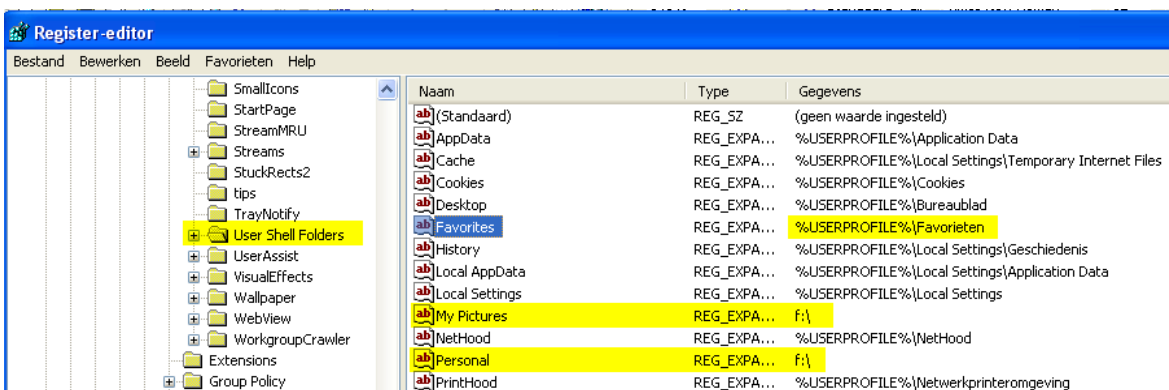 Register-editor
Bestand Bewerken Beeld Favorieten Help
SmallIcons
StartPage
StreamMRU
Streams
StuckRects2
tips
TrayNotify
User Shell Folders
UserAssist
VisualEffects
Wallpaper
WebView
WorkgroupCrawler
Extensions
Group Policy
Naam Type Gegevens
(Standaard) REG_SZ (geen waarde ingesteld)
AppData REG_EXPA... %USERPROFILE%\Application Data
Cache REG_EXPA... %USERPROFILE%\Local Settings\Temporary Internet Files
Cookies REG_EXPA... %USERPROFILE%\Cookies
Desktop REG_EXPA... %USERPROFILE%\Bureaublad
Favorites REG_EXPA... %USERPROFILE%\Favorieten
History REG_EXPA... %USERPROFILE%\Local Settings\Geschiedenis
Local AppData REG_EXPA... %USERPROFILE%\Local Settings\Application Data
Local Settings REG_EXPA... %USERPROFILE%\Local Settings
My Pictures REG_EXPA... f:\
NetHood REG_EXPA... %USERPROFILE%\NetHood
Personal REG_EXPA... f:\
PrintHood REG_EXPA... %USERPROFILE%\Netwerkprinteromgeving